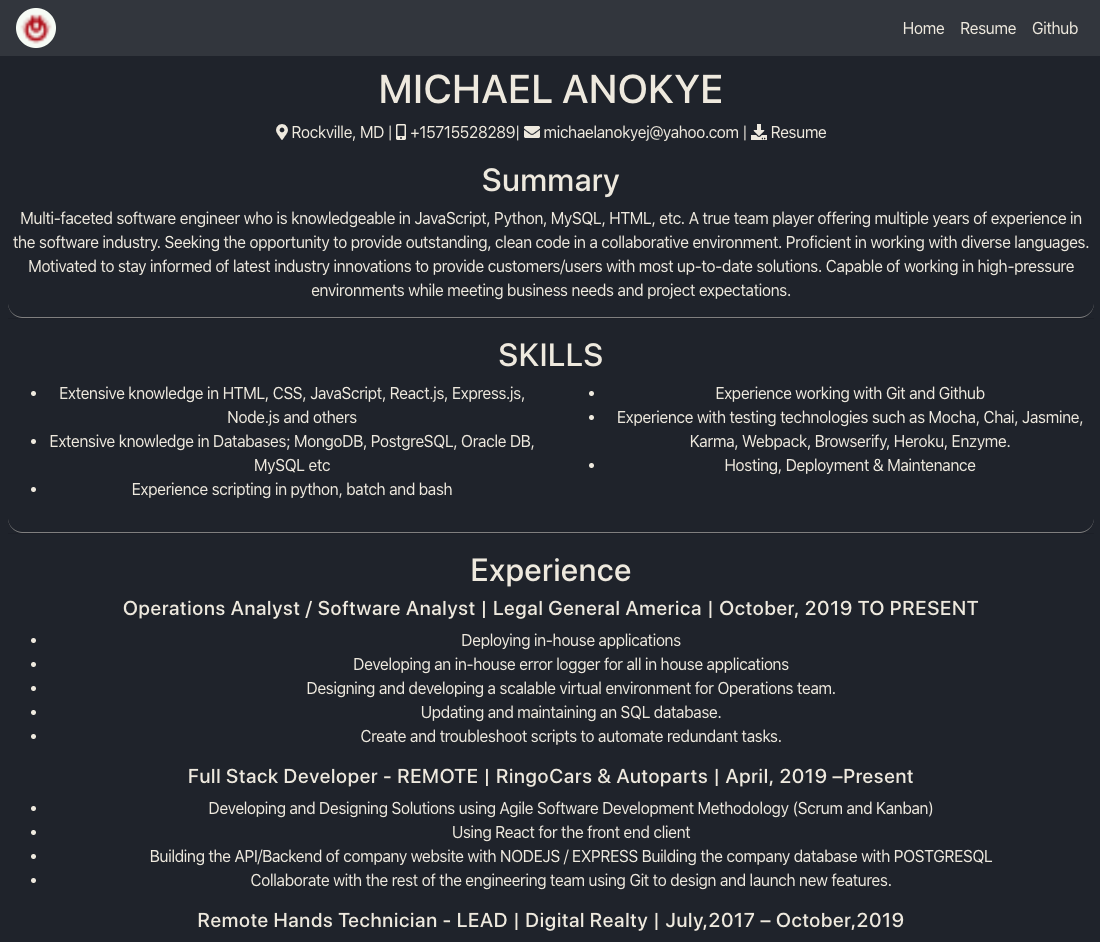 Home Resume Github
MICHAEL ANOKYE
Rockville, MD | +15715528289| michaelanokyej@yahoo.com | Resume
Summary
Multi-faceted software engineer who is knowledgeable in JavaScript, Python, MySQL, HTML, etc. A true team player offering multiple years of experience in
the software industry. Seeking the opportunity to provide outstanding, clean code in a collaborative environment. Proficient in working with diverse languages.
Motivated to stay informed of latest industry innovations to provide customers/users with most up-to-date solutions. Capable of working in high-pressure
environments while meeting business needs and project expectations.
SKILLS
• Extensive knowledge in HTML, CSS, JavaScript, React.js, Express.js,
Node.js and others
• Extensive knowledge in Databases; MongoDB, PostgreSQL, Oracle DB,
MySQL etc
• Experience scripting in python, batch and bash
• Experience working with Git and Github
• Experience with testing technologies such as Mocha, Chai, Jasmine,
Karma, Webpack, Browserify, Heroku, Enzyme.
• Hosting, Deployment & Maintenance
Experience
Operations Analyst / Software Analyst | Legal General America | October, 2019 TO PRESENT
• Deploying in-house applications
• Developing an in-house error logger for all in house applications
• Designing and developing a scalable virtual environment for Operations team.
• Updating and maintaining an SQL database.
• Create and troubleshoot scripts to automate redundant tasks.
Full Stack Developer - REMOTE | RingoCars & Autoparts | April, 2019 –Present
• Developing and Designing Solutions using Agile Software Development Methodology (Scrum and Kanban)
• Using React for the front end client
• Building the API/Backend of company website with NODEJS / EXPRESS Building the company database with POSTGRESQL
• Collaborate with the rest of the engineering team using Git to design and launch new features.
Remote Hands Technician - LEAD | Digital Realty | July,2017 – October,2019